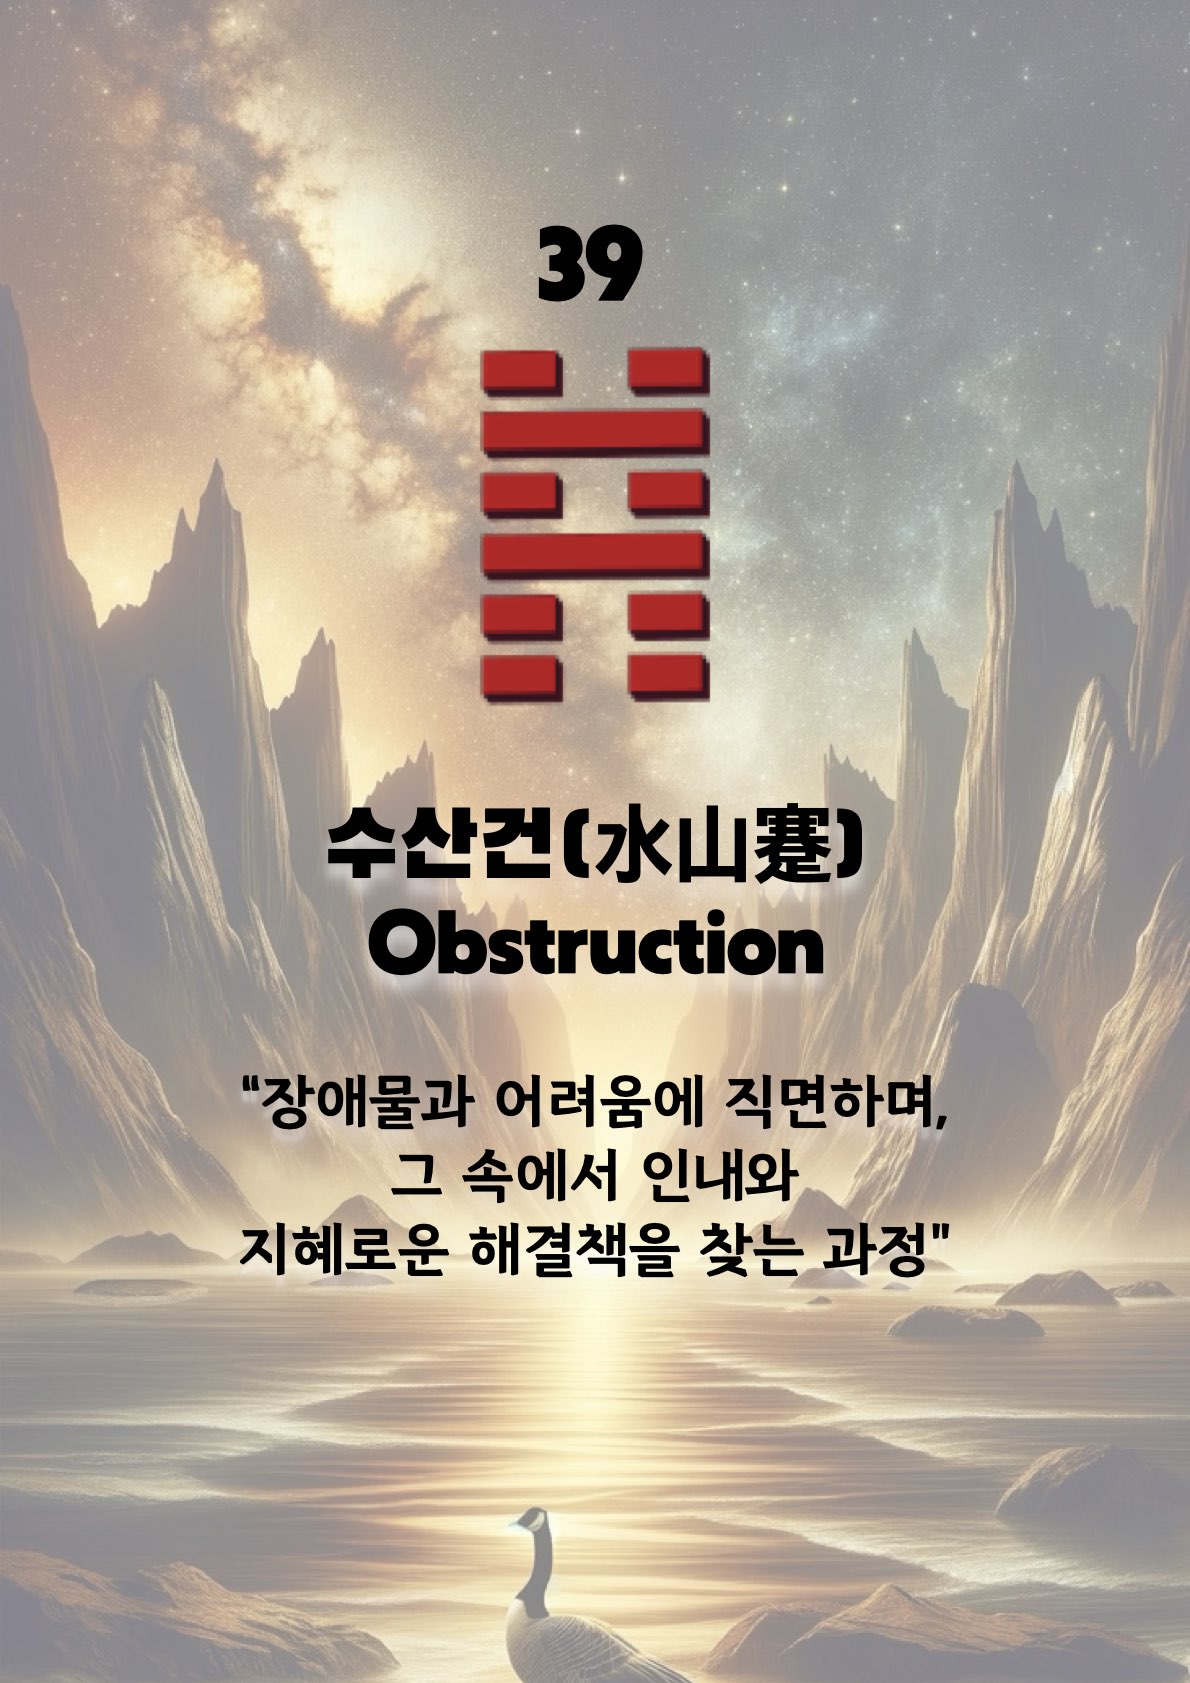 39
수산건(水山蹇)
Obstruction
"장애물과 어려움에 직면하며,
그 속에서 인내와
지혜로운 해결책을 찾는 과정"